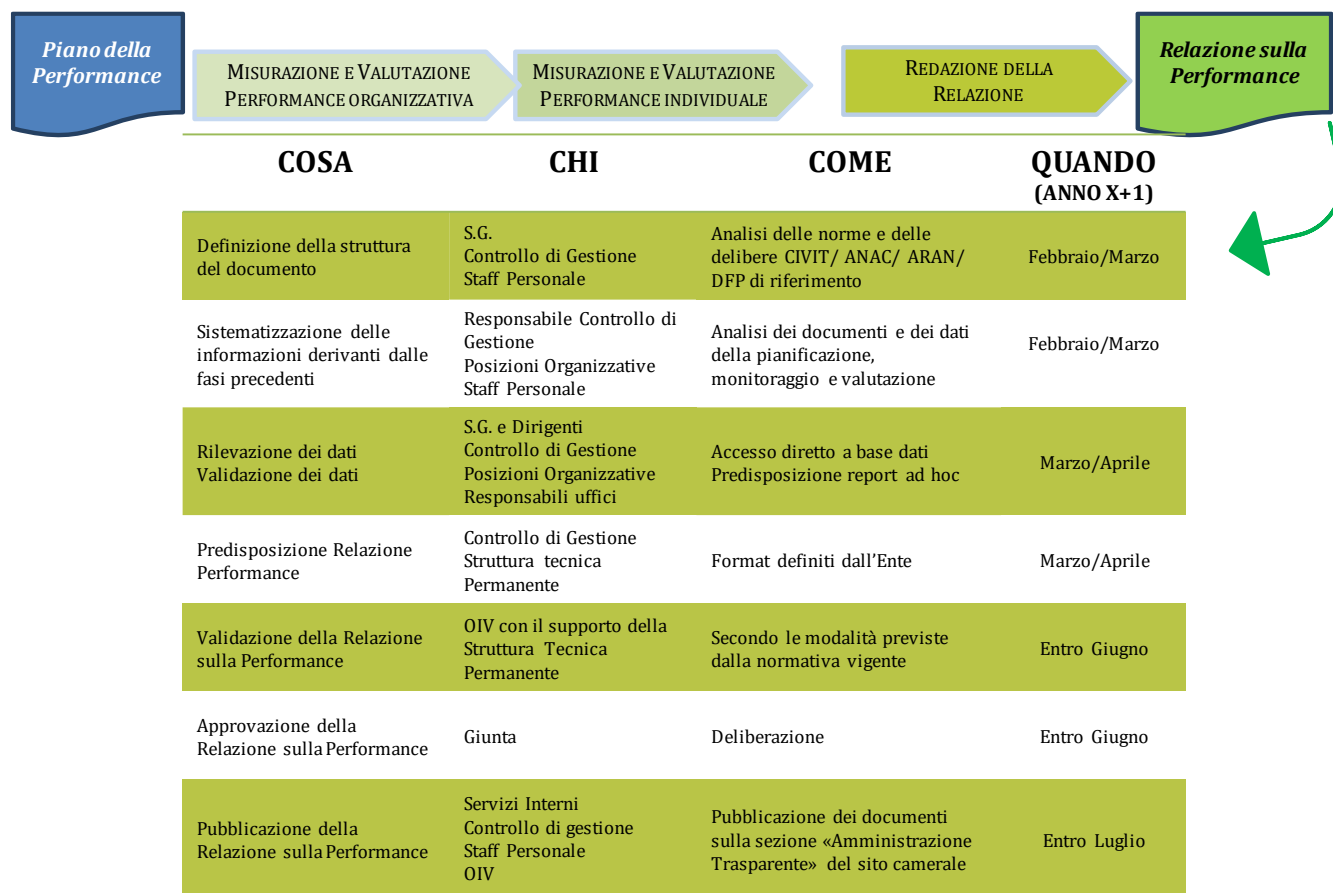 Piano della
Performance
MISURAZIONE E VALUTAZIONE
PERFORMANCE ORGANIZZATIVA
MISURAZIONE E VALUTAZIONE
PERFORMANCE INDIVIDUALE
REDAZIONE DELLA
RELAZIONE
Relazione sulla
Performance
COSA
CHI
COME
QUANDO
(ANNO X+1)
Definizione della struttura
del documento
S.G.
Controllo di Gestione
Staff Personale
Analisi delle norme e delle
delibere CIVIT/ ANAC/ ARAN/
DFP di riferimento
Febbraio/Marzo
Sistematizzazione delle
informazioni derivanti dalle
fasi precedenti
Responsabile Controllo di
Gestione
Posizioni Organizzative
Staff Personale
Analisi dei documenti e dei dati
della pianificazione,
monitoraggio e valutazione
Febbraio/Marzo
Rilevazione dei dati
Validazione dei dati
S.G. e Dirigenti
Controllo di Gestione
Posizioni Organizzative
Responsabili uffici
Accesso diretto a base dati
Predisposizione report ad hoc
Marzo/Aprile
Predisposizione Relazione
Performance
Controllo di Gestione
Struttura tecnica
Permanente
Format definiti dall'Ente
Marzo/Aprile
Validazione della Relazione
sulla Performance
OIV con il supporto della
Struttura Tecnica
Permanente
Secondo le modalità previste
dalla normativa vigente
Entro Giugno
Approvazione della
Relazione sulla Performance
Giunta
Deliberazione
Entro Giugno
Pubblicazione della
Relazione sulla Performance
Servizi Interni
Controllo di gestione
Staff Personale
OIV
Pubblicazione dei documenti
sulla sezione «Amministrazione
Trasparente» del sito camerale
Entro Luglio